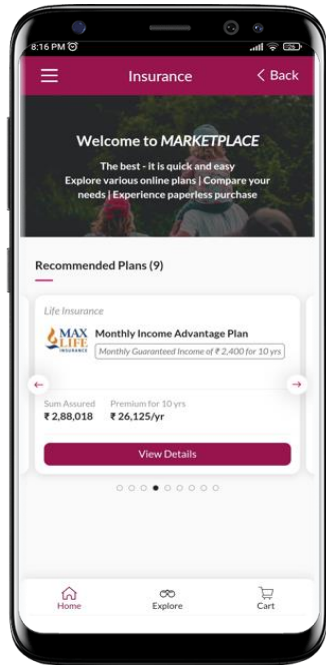 8:16 PM
Insurance
Back
Welcome to MARKETPLACE
The best - it is quick and easy
Explore various online plans | Compare your
needs | Experience paperless purchase
Recommended Plans (9)
Life Insurance
MAX
LIFE
INSURANCE
Monthly Income Advantage Plan
Monthly Guaranteed Income of ₹ 2,400 for 10 yrs
Sum Assured Premium for 10 yrs
₹ 2,88,018 ₹ 26,125/yr
View Details
Home Explore Cart